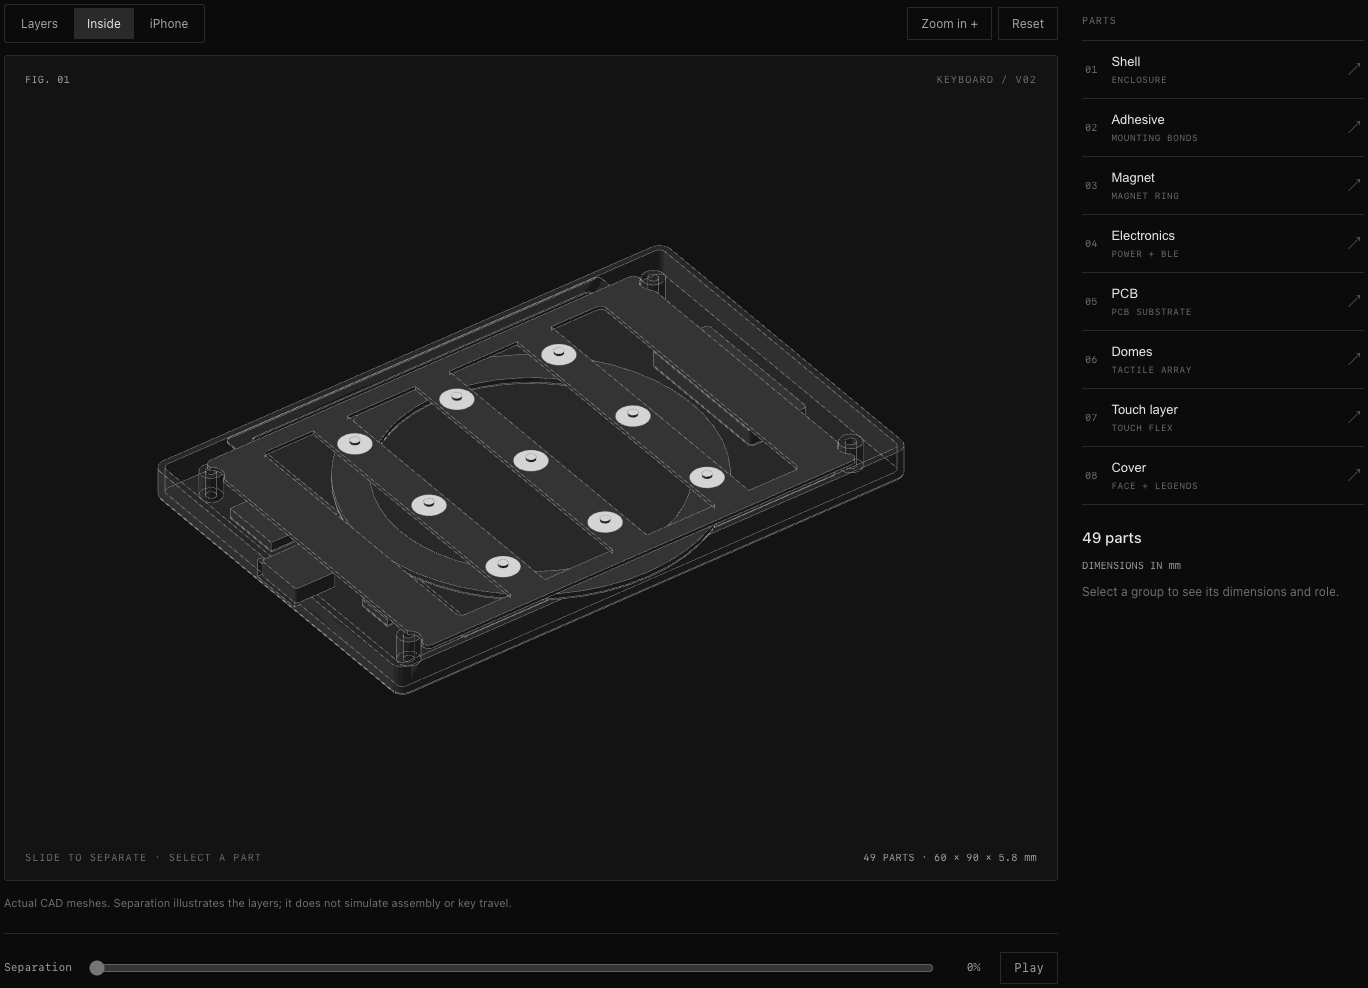 Layers
Inside
iPhone
Zoom in +
Reset
FIG. 01
KEYBOARD / V02
SLIDE TO SEPARATE · SELECT A PART
49 PARTS · 60 × 90 × 5.8 mm
Actual CAD meshes. Separation illustrates the layers; it does not simulate assembly or key travel.
Separation
0%
Play
PARTS
01
Shell
ENCLOSURE
02
Adhesive
MOUNTING BONDS
03
Magnet
MAGNET RING
04
Electronics
POWER + BLE
05
PCB
PCB SUBSTRATE
06
Domes
TACTILE ARRAY
07
Touch layer
TOUCH FLEX
08
Cover
FACE + LEGENDS
49 parts
DIMENSIONS IN mm
Select a group to see its dimensions and role.